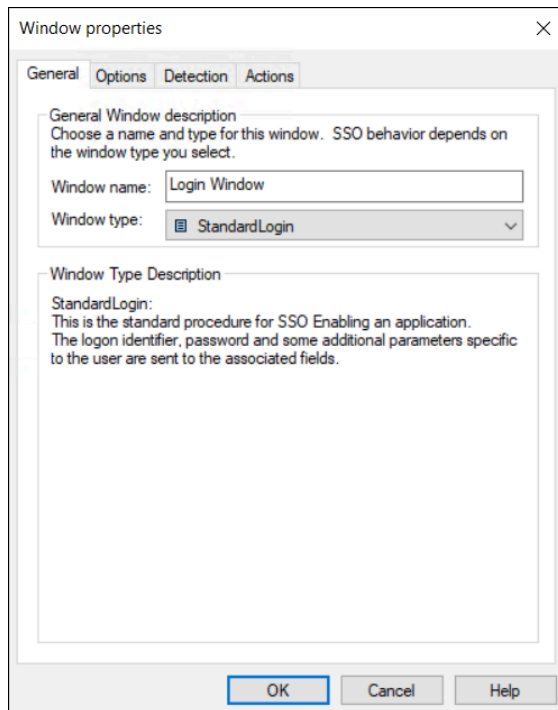 Window properties
General Options Detection Actions
General Window description
Choose a name and type for this window.  SSO behavior depends on
the window type you select.
Window name: Login Window
Window type: StandardLogin
Window Type Description
StandardLogin:
This is the standard procedure for SSO Enabling an application.
The logon identifier, password and some additional parameters specific
to the user are sent to the associated fields.
OK Cancel Help